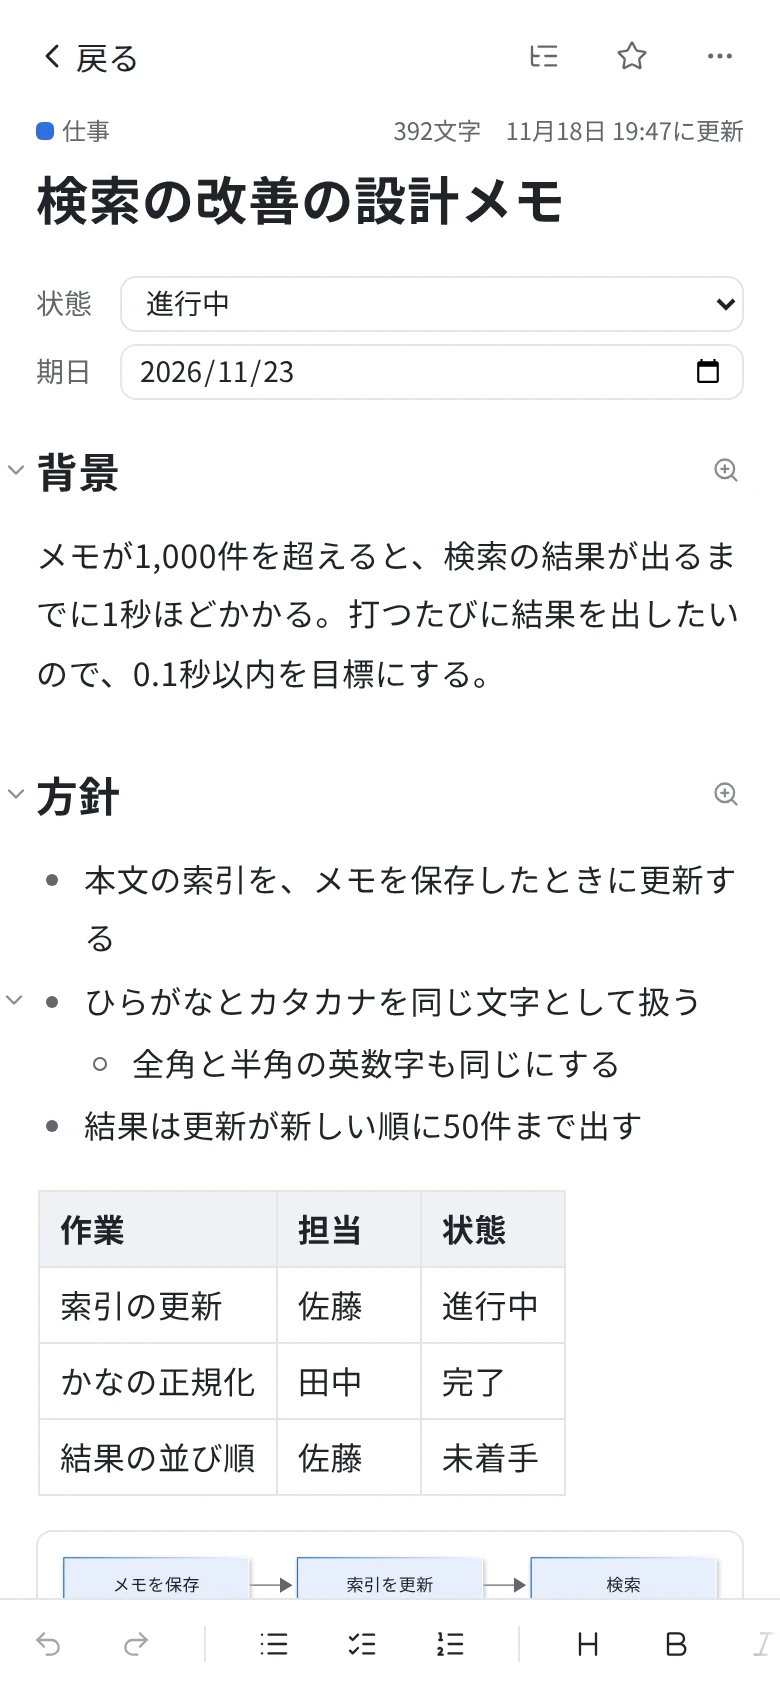 戻る
仕事 392文字 11月18日 19:47に更新
検索の改善の設計メモ
状態 進行中
期日 2026/11/23
背景
メモが1,000件を超えると、検索の結果が出るま
でに1秒ほどかかる。打つたびに結果を出したい
ので、0.1秒以内を目標にする。
方針
本文の索引を、メモを保存したときに更新す
る
ひらがなとカタカナを同じ文字として扱う
全角と半角の英数字も同じにする
結果は更新が新しい順に50件まで出す
作業 担当 状態
索引の更新 佐藤 進行中
かなの正規化 田中 完了
結果の並び順 佐藤 未着手
メモを保存 索引を更新 検索
H B I